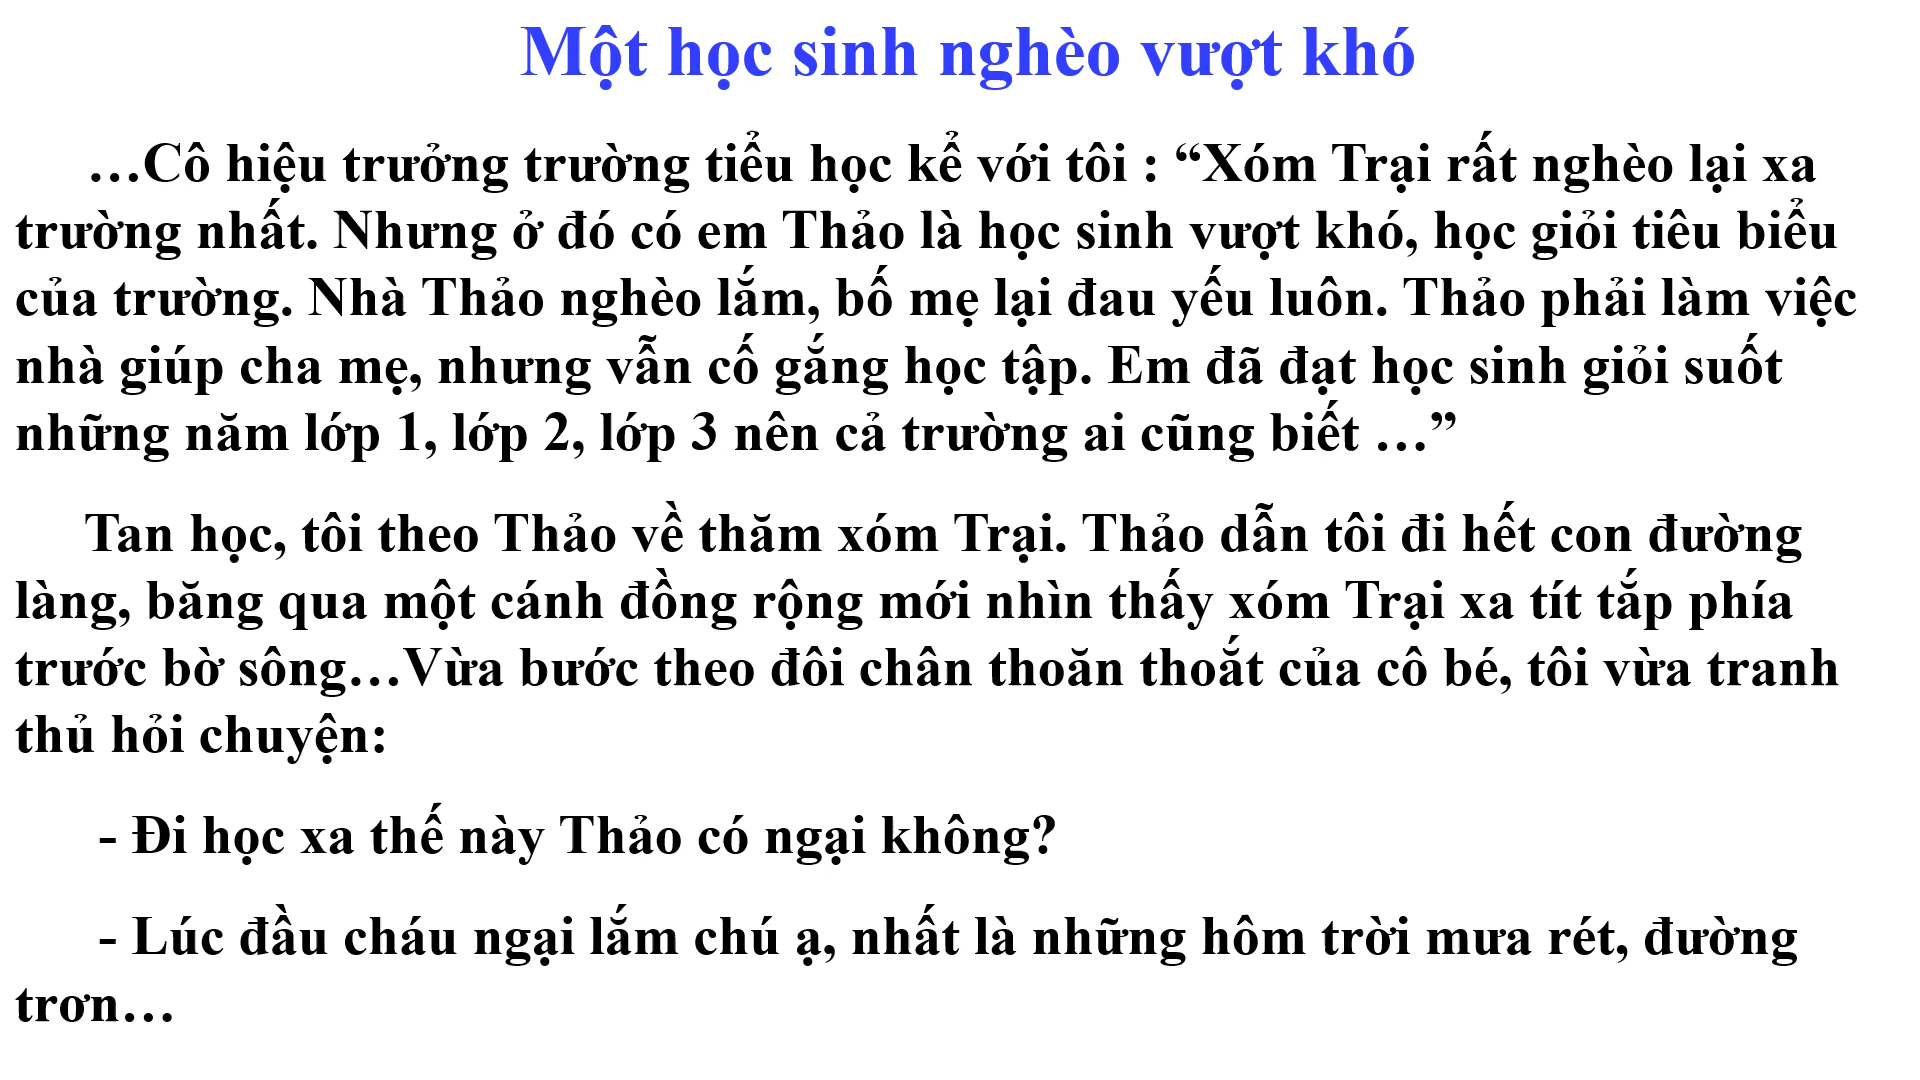 Một học sinh nghèo vượt khó
…Cô hiệu trưởng trường tiểu học kể với tôi : “Xóm Trại rất nghèo lại xa
trường nhất. Nhưng ở đó có em Thảo là học sinh vượt khó, học giỏi tiêu biểu
của trường. Nhà Thảo nghèo lắm, bố mẹ lại đau yếu luôn. Thảo phải làm việc
nhà giúp cha mẹ, nhưng vẫn cố gắng học tập. Em đã đạt học sinh giỏi suốt
những năm lớp 1, lớp 2, lớp 3 nên cả trường ai cũng biết …”
Tan học, tôi theo Thảo về thăm xóm Trại. Thảo dẫn tôi đi hết con đường
làng, băng qua một cánh đồng rộng mới nhìn thấy xóm Trại xa tít tắp phía
trước bờ sông…Vừa bước theo đôi chân thoăn thoắt của cô bé, tôi vừa tranh
thủ hỏi chuyện:
- Đi học xa thế này Thảo có ngại không?
- Lúc đầu cháu ngại lắm chú ạ, nhất là những hôm trời mưa rét, đường
trơn…